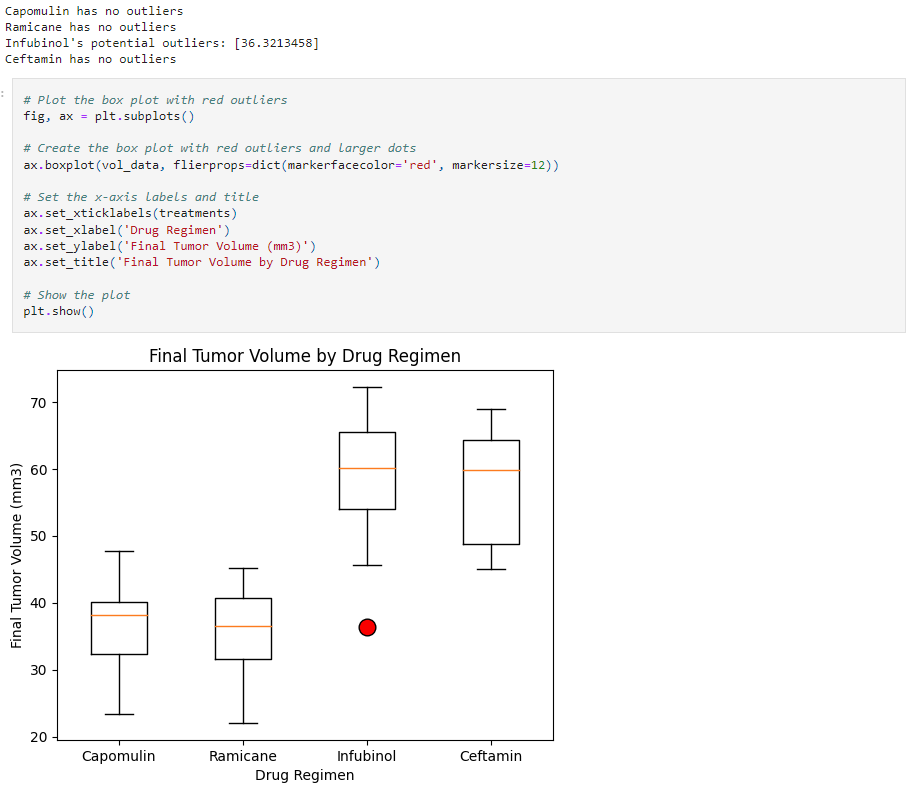 Capomulin has no outliers
Ramicane has no outliers
Infubinol's potential outliers: [36.3213458]
Ceftamin has no outliers
:
# Plot the box plot with red outliers
fig, ax = plt.subplots()
# Create the box plot with red outliers and larger dots
ax.boxplot(vol_data, flierprops=dict(markerfacecolor='red', markersize=12))
# Set the x-axis labels and title
ax.set_xticklabels(treatments)
ax.set_xlabel('Drug Regimen')
ax.set_ylabel('Final Tumor Volume (mm3)')
ax.set_title('Final Tumor Volume by Drug Regimen')
# Show the plot
plt.show()
Final Tumor Volume by Drug Regimen
Final Tumor Volume (mm3)
70
60
50
40
30
20
Capomulin Ramicane Infubinol Ceftamin
Drug Regimen